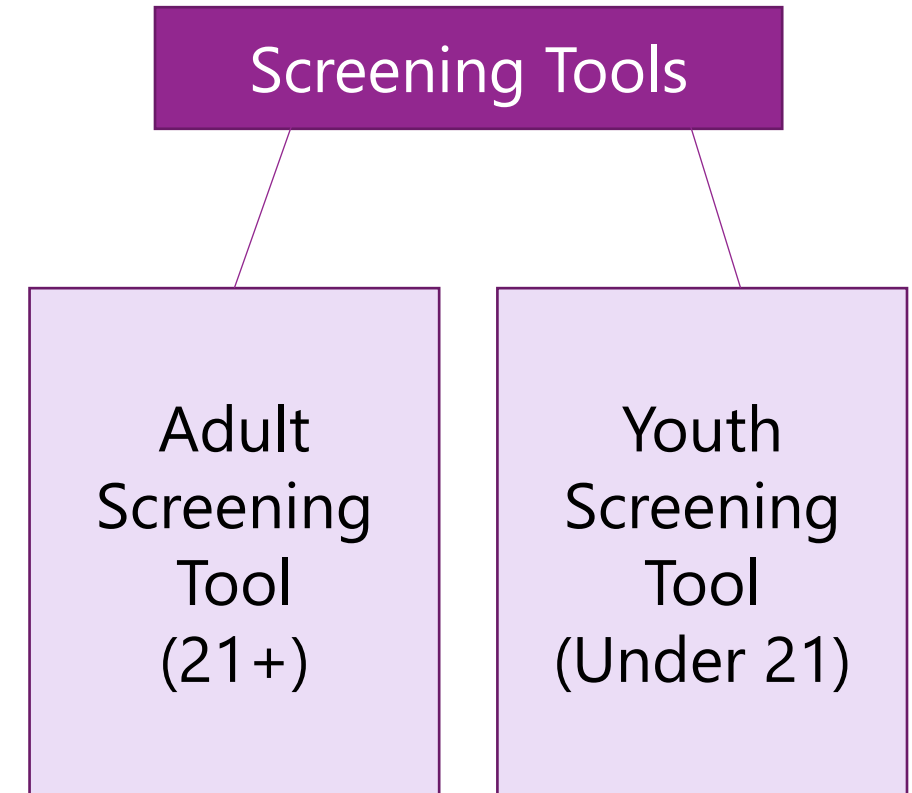 Screening Tools
Adult
Screening
Tool
(21+)
Youth
Screening
Tool
(Under 21)